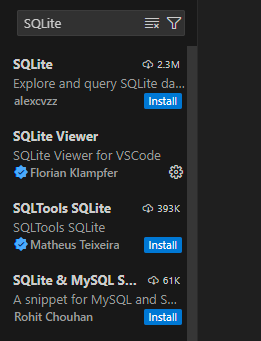 SQLite
SQLite 2.3M
Explore and query SQLite da...
alexcvzz Install
SQLite Viewer
SQLite Viewer for VSCode
Florian Klampfer
SQLTools SQLite 393K
SQLTools SQLite
Matheus Teixeira Install
SQLite & MySQL S... 61K
A snippet for MySQL and S...
Rohit Chouhan Install